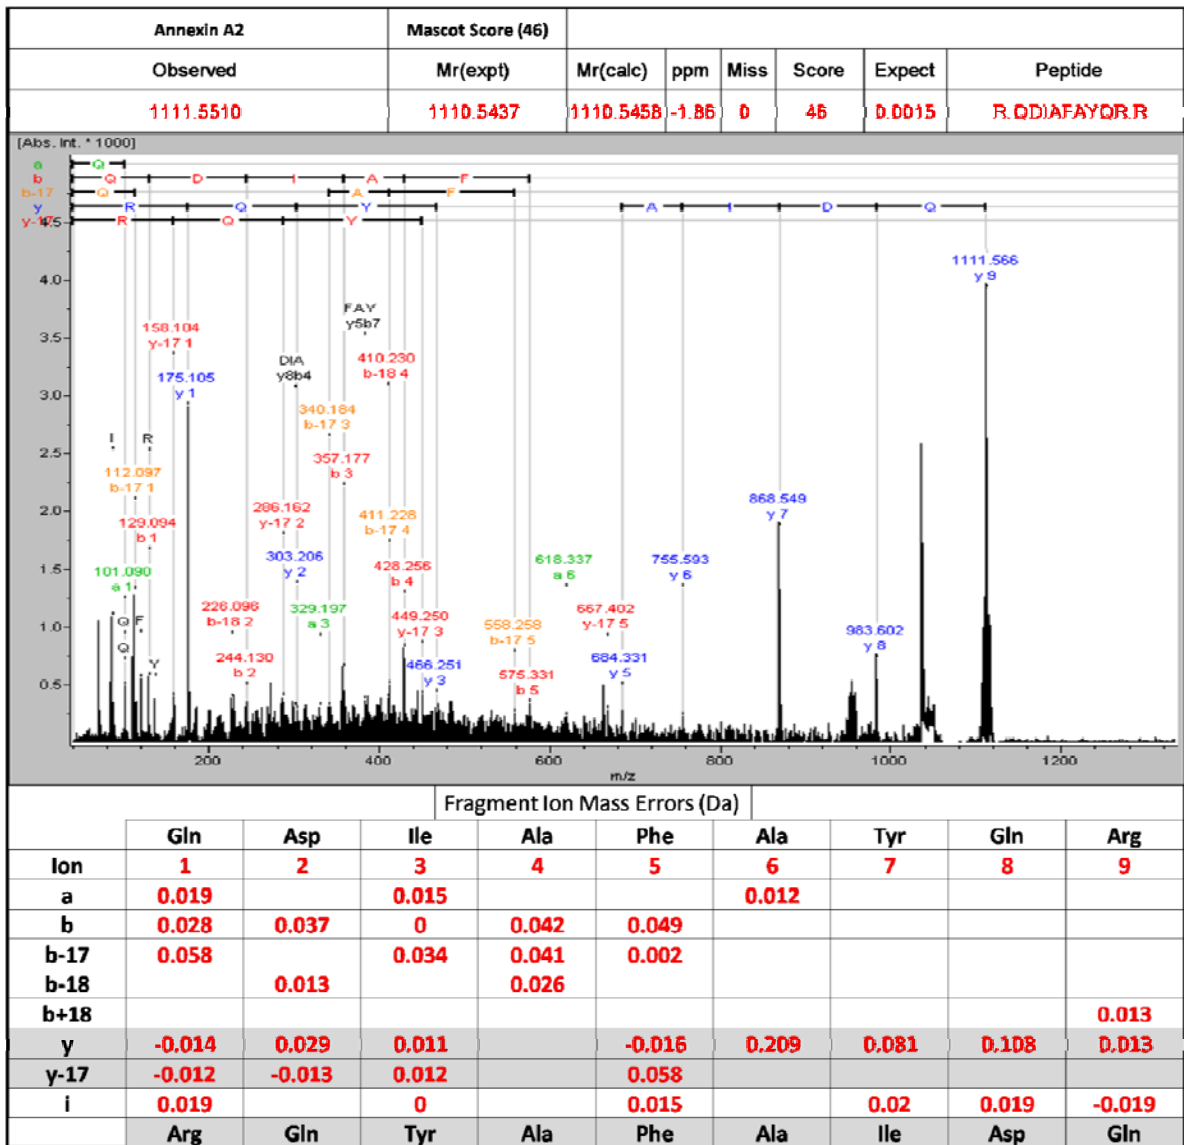 Annexin A2 Mascot Score (46)
Observed Mr(expt) Mr(calc) ppm Miss Score Expect Peptide
1111.5510 1110.5437 1110.5458 -1.86 0 46 0.0015 R.QDIAFAYQR.R
[Abs. Int. * 1000]
a Q
b Q D I A F
b-17 Q A F
y R Q Y A I D Q
y-17 R Q Y
4.5
4.0
3.5
3.0
2.5
2.0
1.5
1.0
0.5
1111.566
y 9
FAY
y5b7
158.104
y-17 1
410.230
b-18 4
DIA
y8b4
175.105
y 1
340.184
b-17 3
I R
357.177
b 3
112.097
b-17 1
868.549
y 7
286.162
y-17 2
411.228
b-17 4
129.094
b 1
303.206
y 2
618.337
a 6
755.593
y 6
428.256
b 4
101.090
a 1
226.096
b-18 2
329.197
a 3
449.250
y-17 3
558.258
b-17 5
667.402
y-17 5
983.602
y 8
Q F
Q Y
244.130
b 2
466.251
y 3
575.331
b 5
684.331
y 5
200 400 600 800 1000 1200
m/z
Fragment Ion Mass Errors (Da)
Gln Asp Ile Ala Phe Ala Tyr Gln Arg
Ion 1 2 3 4 5 6 7 8 9
a 0.019 0.015 0.012
b 0.028 0.037 0 0.042 0.049
b-17 0.058 0.034 0.041 0.002
b-18 0.013 0.026
b+18 0.013
y -0.014 0.029 0.011 -0.016 0.209 0.081 0.108 0.013
y-17 -0.012 -0.013 0.012 0.058
i 0.019 0 0.015 0.02 0.019 -0.019
Arg Gln Tyr Ala Phe Ala Ile Asp Gln